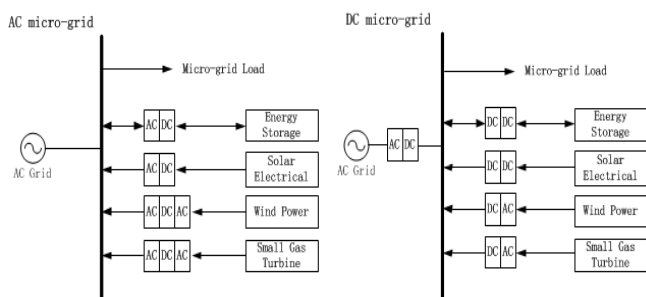 AC micro-grid
Micro-grid Load
AC DC
Energy
Storage
AC Grid
AC DC
Solar
Electrical
AC DC AC
Wind Power
AC DC AC
Small Gas
Turbine
DC micro-grid
Micro-grid Load
DC DC
Energy
Storage
AC DC
AC Grid
DC DC
Solar
Electrical
DC AC
Wind Power
DC AC
Small Gas
Turbine